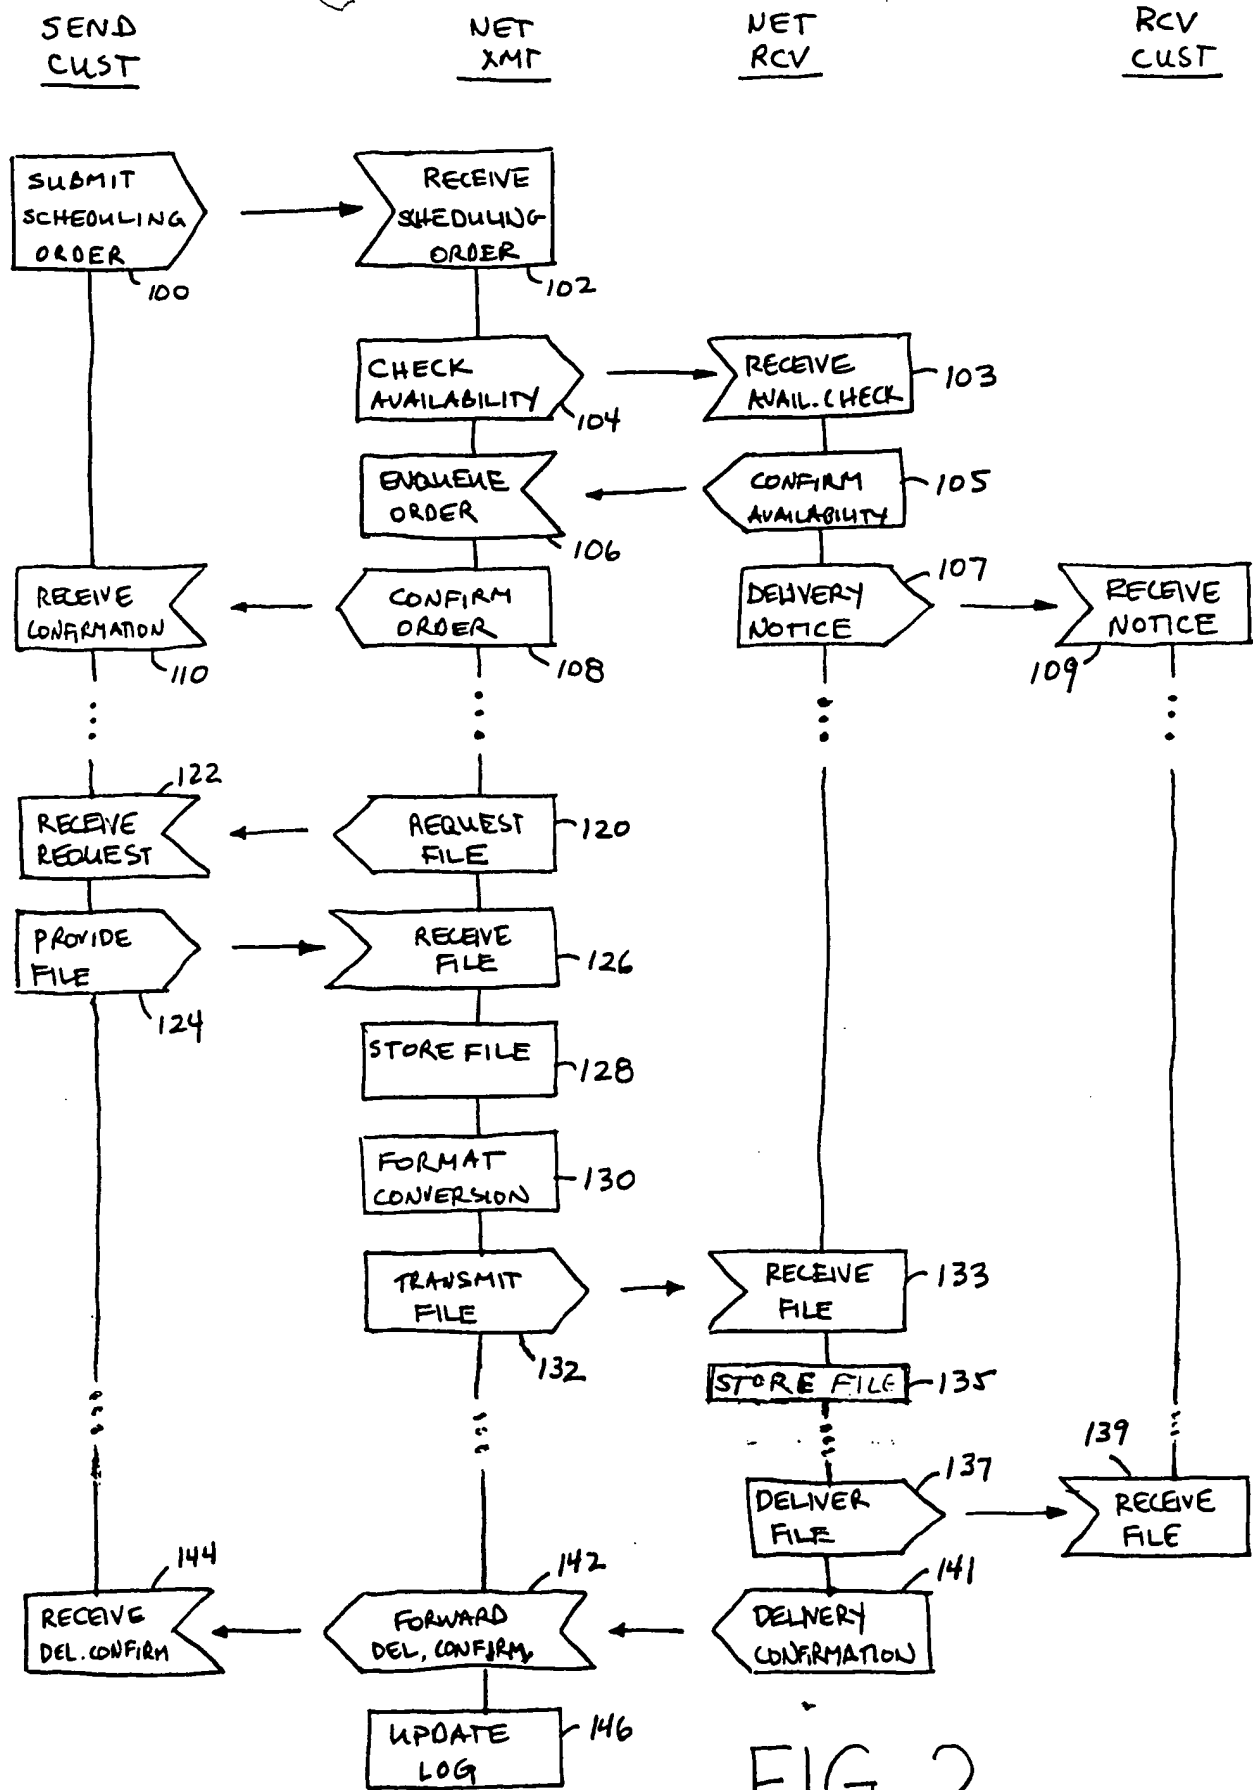 SEND
CUST
NET
XMT
NET
RCV
RCV
CUST
SUBMIT
SCHEDULING
ORDER
100
RECEIVE
SCHEDULING
ORDER
102
CHECK
AVAILABILITY
104
RECEIVE
AVAIL. CHECK
103
ENQUEUE
ORDER
106
CONFIRM
AVAILABILITY
105
RECEIVE
CONFIRMATION
110
CONFIRM
ORDER
108
DELIVERY
NOTICE
107
RECEIVE
NOTICE
109
RECEIVE
REQUEST
122
REQUEST
FILE
120
PROVIDE
FILE
124
RECEIVE
FILE
126
STORE FILE
128
FORMAT
CONVERSION
130
TRANSMIT
FILE
132
RECEIVE
FILE
133
STORE FILE
135
DELIVER
FILE
137
RECEIVE
FILE
139
RECEIVE
DEL. CONFIRM
144
FORWARD
DEL. CONFIRM.
142
DELIVERY
CONFIRMATION
141
UPDATE
LOG
146
FIG. 2